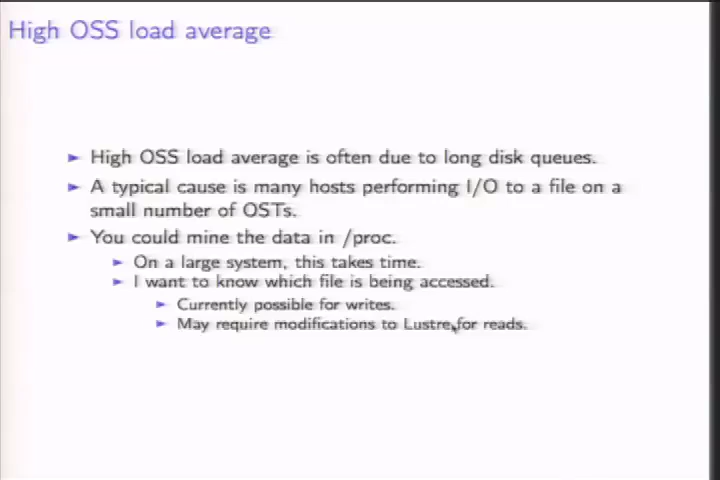 High OSS load average
High OSS load average is often due to long disk queues.
A typical cause is many hosts performing I/O to a file on a
small number of OSTs.
You could mine the data in /proc.
On a large system, this takes time.
I want to know which file is being accessed.
Currently possible for writes.
May require modifications to Lustre for reads.